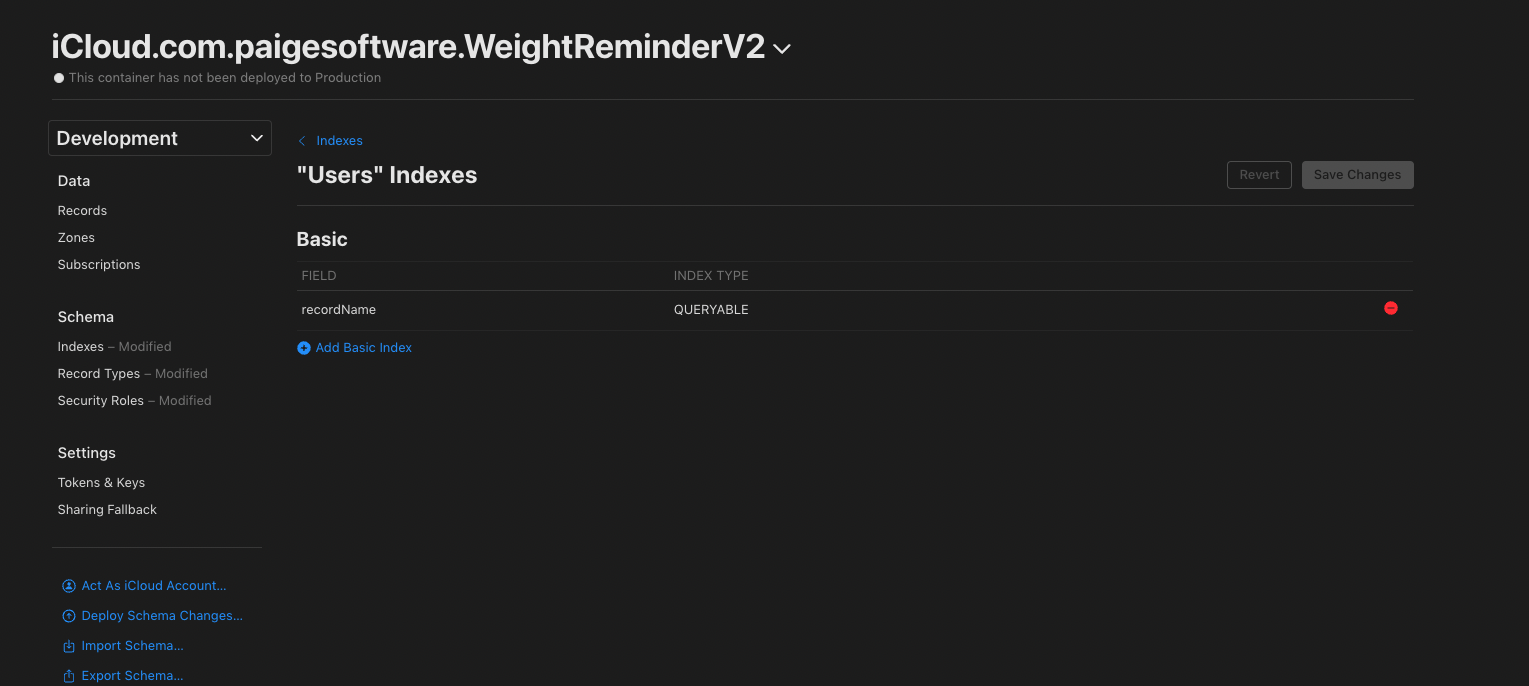 iCloud.com.paigesoftware.WeightReminderV2
This container has not been deployed to Production
Development
Data
Records
Zones
Subscriptions
Schema
Indexes – Modified
Record Types – Modified
Security Roles – Modified
Settings
Tokens & Keys
Sharing Fallback
Act As iCloud Account...
Deploy Schema Changes...
Import Schema...
Export Schema...
Indexes
"Users" Indexes
Revert
Save Changes
Basic
FIELD INDEX TYPE
recordName QUERYABLE
Add Basic Index